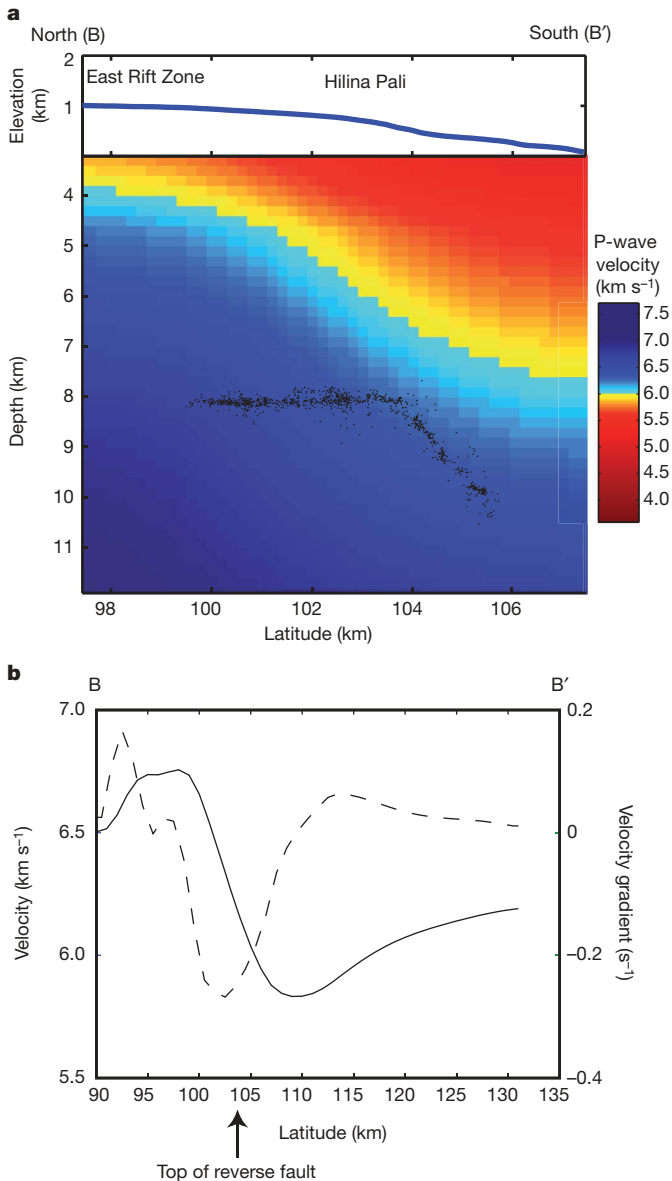 a
North (B)
South (B′)
East Rift Zone
Hilina Pali
Elevation
(km)
2
1
4
5
6
7
8
9
10
11
Depth (km)
98
100
102
104
106
Latitude (km)
P-wave
velocity
(km s⁻¹)
7.5
7.0
6.5
6.0
5.5
5.0
4.5
4.0
b
B
B′
7.0
6.5
6.0
5.5
Velocity (km s⁻¹)
0.2
0
–0.2
–0.4
Velocity gradient (s⁻¹)
90
95
100
105
110
115
120
125
130
135
Latitude (km)
Top of reverse fault